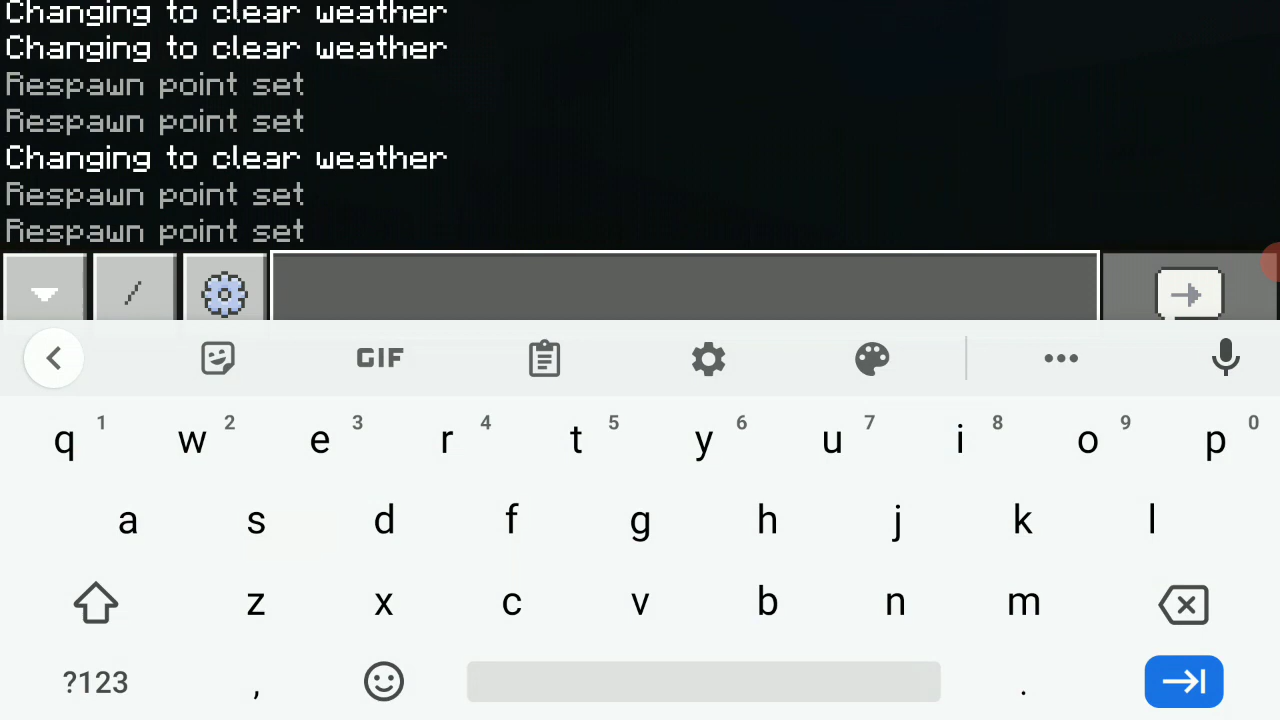 Changing to clear weather
Changing to clear weather
Respawn point set
Respawn point set
Changing to clear weather
Respawn point set
Respawn point set
/
GIF
q 1 w 2 e 3 r 4 t 5 y 6 u 7 i 8 o 9 p 0
a s d f g h j k l
z x c v b n m
?123 , .